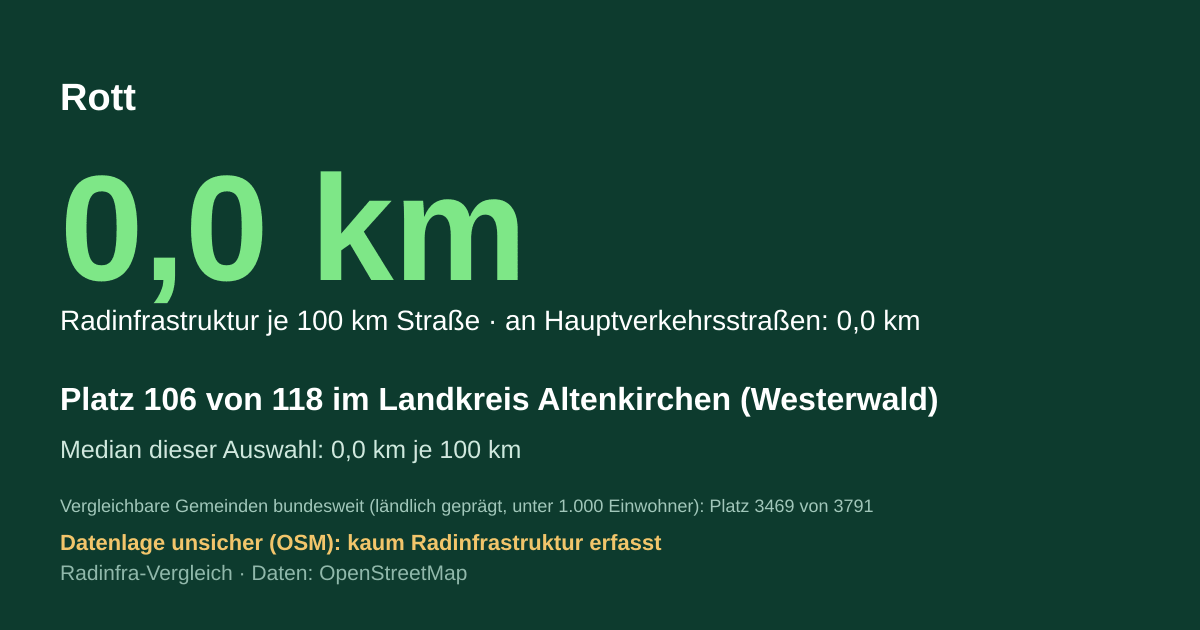 Rott
0,0 km
Radinfrastruktur je 100 km Straße · an Hauptverkehrsstraßen: 0,0 km
Platz 106 von 118 im Landkreis Altenkirchen (Westerwald)
Median dieser Auswahl: 0,0 km je 100 km
Vergleichbare Gemeinden bundesweit (ländlich geprägt, unter 1.000 Einwohner): Platz 3469 von 3791
Datenlage unsicher (OSM): kaum Radinfrastruktur erfasst
Radinfra-Vergleich · Daten: OpenStreetMap